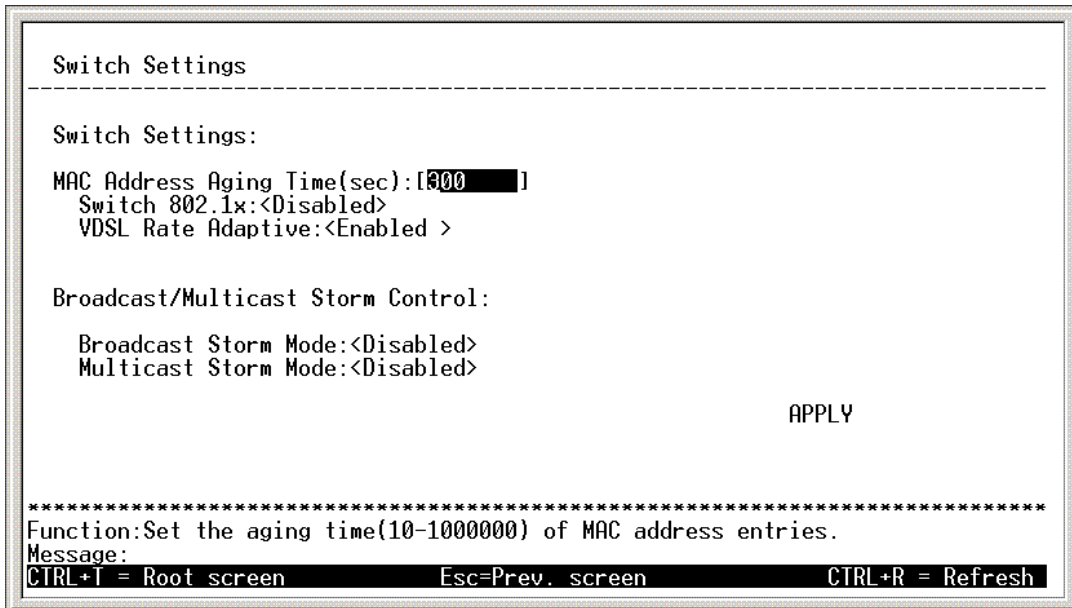 Switch Settings
--------------------------------------------------------------------------------
Switch Settings:
MAC Address Aging Time(sec):[300      ]
Switch 802.1x:<Disabled>
VDSL Rate Adaptive:<Enabled >
Broadcast/Multicast Storm Control:
Broadcast Storm Mode:<Disabled>
Multicast Storm Mode:<Disabled>
APPLY
********************************************************************************
Function:Set the aging time(10-1000000) of MAC address entries.
Message:
CTRL+T = Root screen            Esc=Prev. screen              CTRL+R = Refresh